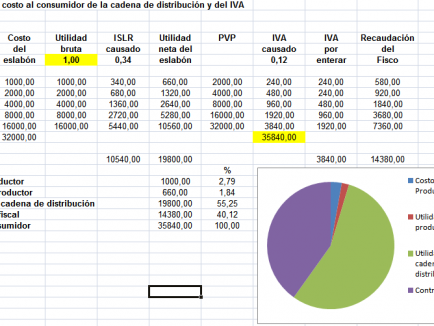 costo al consumidor de la cadena de distribución y del IVA
Costo Utilidad ISLR Utilidad PVP IVA IVA Recaudación
del bruta causado neta del causado por del
eslabón 1,00 0,34 eslabón 0,12 enterar Fisco
1000,00 1000,00 340,00 660,00 2000,00 240,00 240,00 580,00
2000,00 2000,00 680,00 1320,00 4000,00 480,00 240,00 920,00
4000,00 4000,00 1360,00 2640,00 8000,00 960,00 480,00 1840,00
8000,00 8000,00 2720,00 5280,00 16000,00 1920,00 960,00 3680,00
16000,00 16000,00 5440,00 10560,00 32000,00 3840,00 1920,00 7360,00
32000,00 35840,00
10540,00 19800,00 3840,00 14380,00
%
ductor 1000,00 2,79
roductor 660,00 1,84
cadena de distribución 19800,00 55,25
fiscal 14380,00 40,12
sumidor 35840,00 100,00
Costo
Produ
Utilid
produ
Utilid
cade
distril
Contr